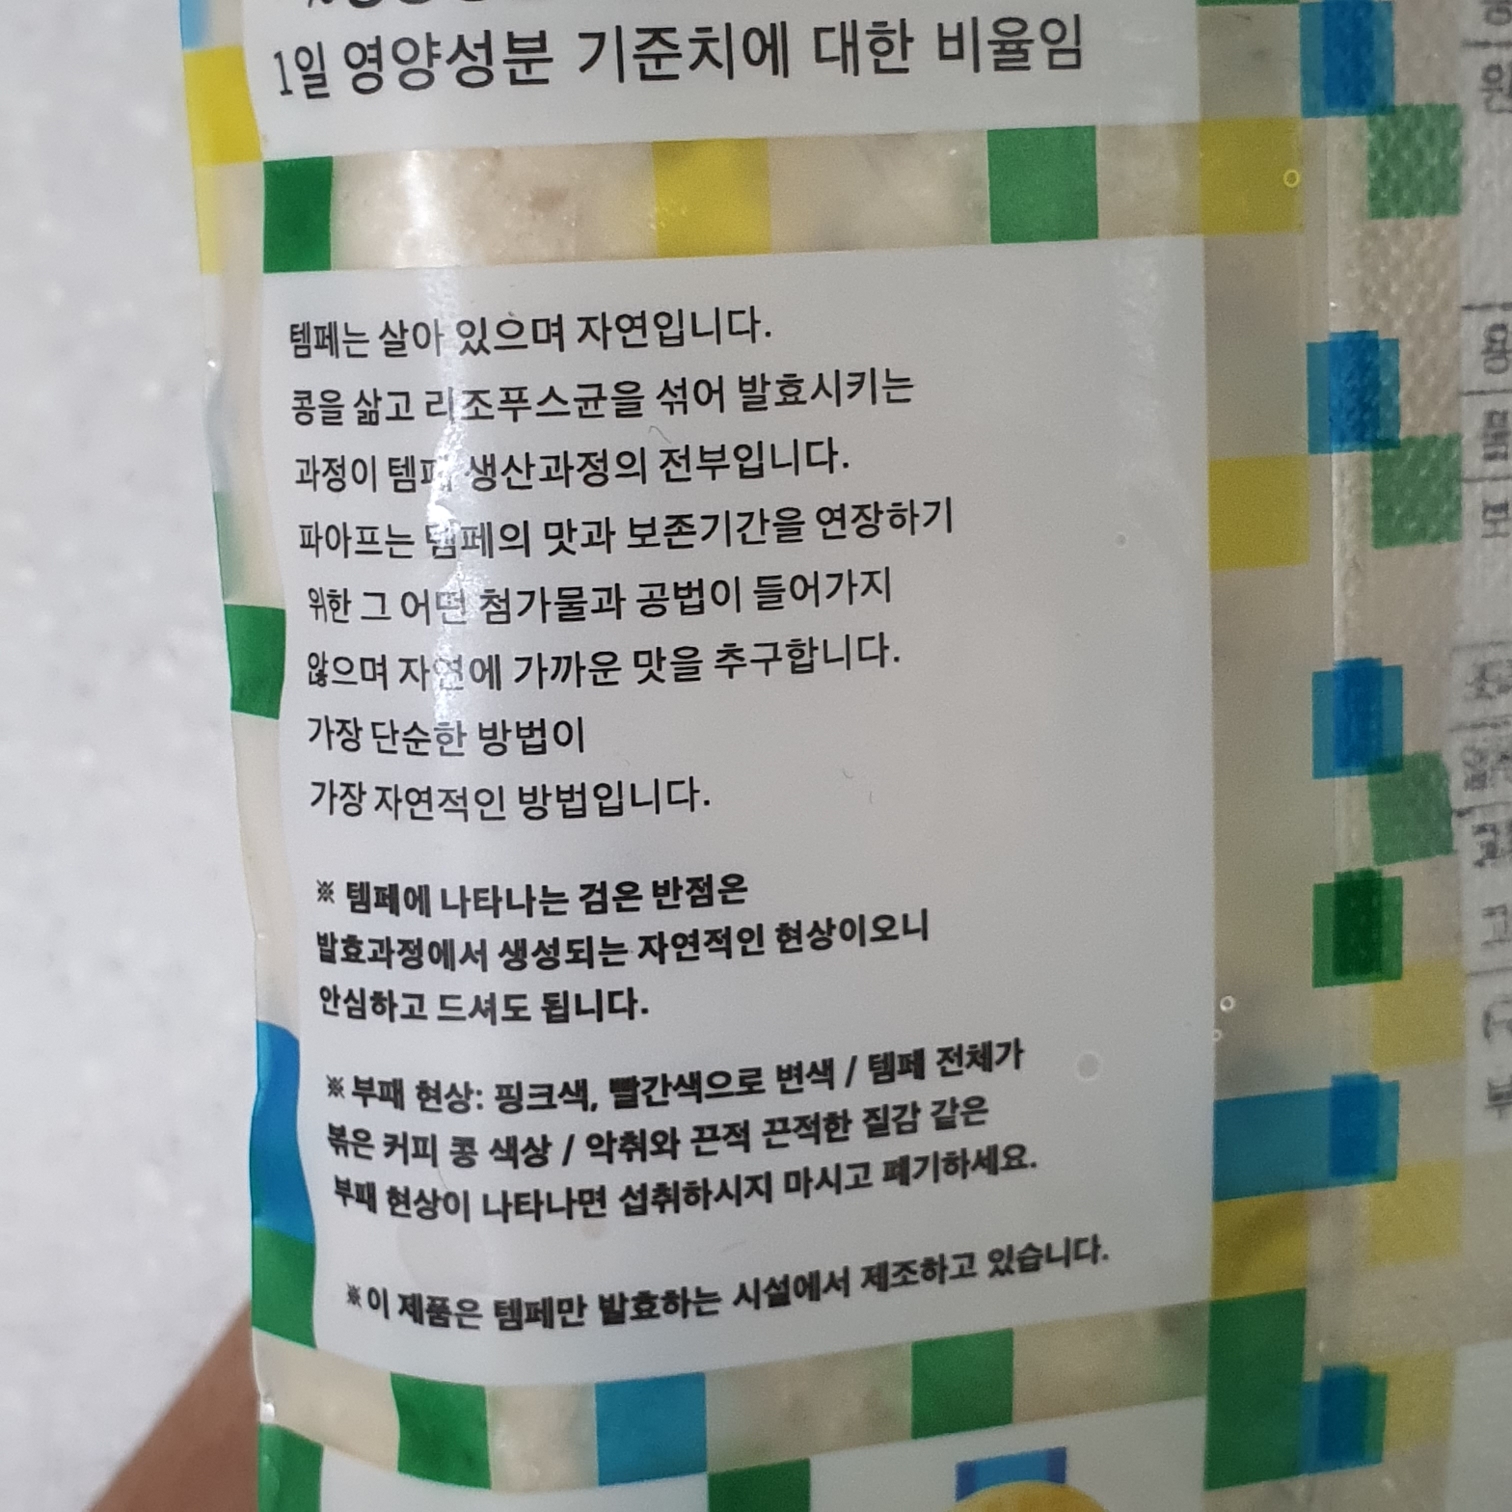 1일 영양성분 기준치에 대한 비율임
템페는 살아 있으며 자연입니다.
콩을 삶고 리조푸스균을 섞어 발효시키는
과정이 템페 생산과정의 전부입니다.
파아프는 템페의 맛과 보존기간을 연장하기
위한 그 어떤 첨가물과 공법이 들어가지
않으며 자연에 가까운 맛을 추구합니다.
가장 단순한 방법이
가장 자연적인 방법입니다.
※ 템페에 나타나는 검은 반점은
발효과정에서 생성되는 자연적인 현상이오니
안심하고 드셔도 됩니다.
※ 부패 현상: 핑크색, 빨간색으로 변색 / 템페 전체가
볶은 커피 콩 색상 / 악취와 끈적 끈적한 질감 같은
부패 현상이 나타나면 섭취하시지 마시고 폐기하세요.
※ 이 제품은 템페만 발효하는 시설에서 제조하고 있습니다.